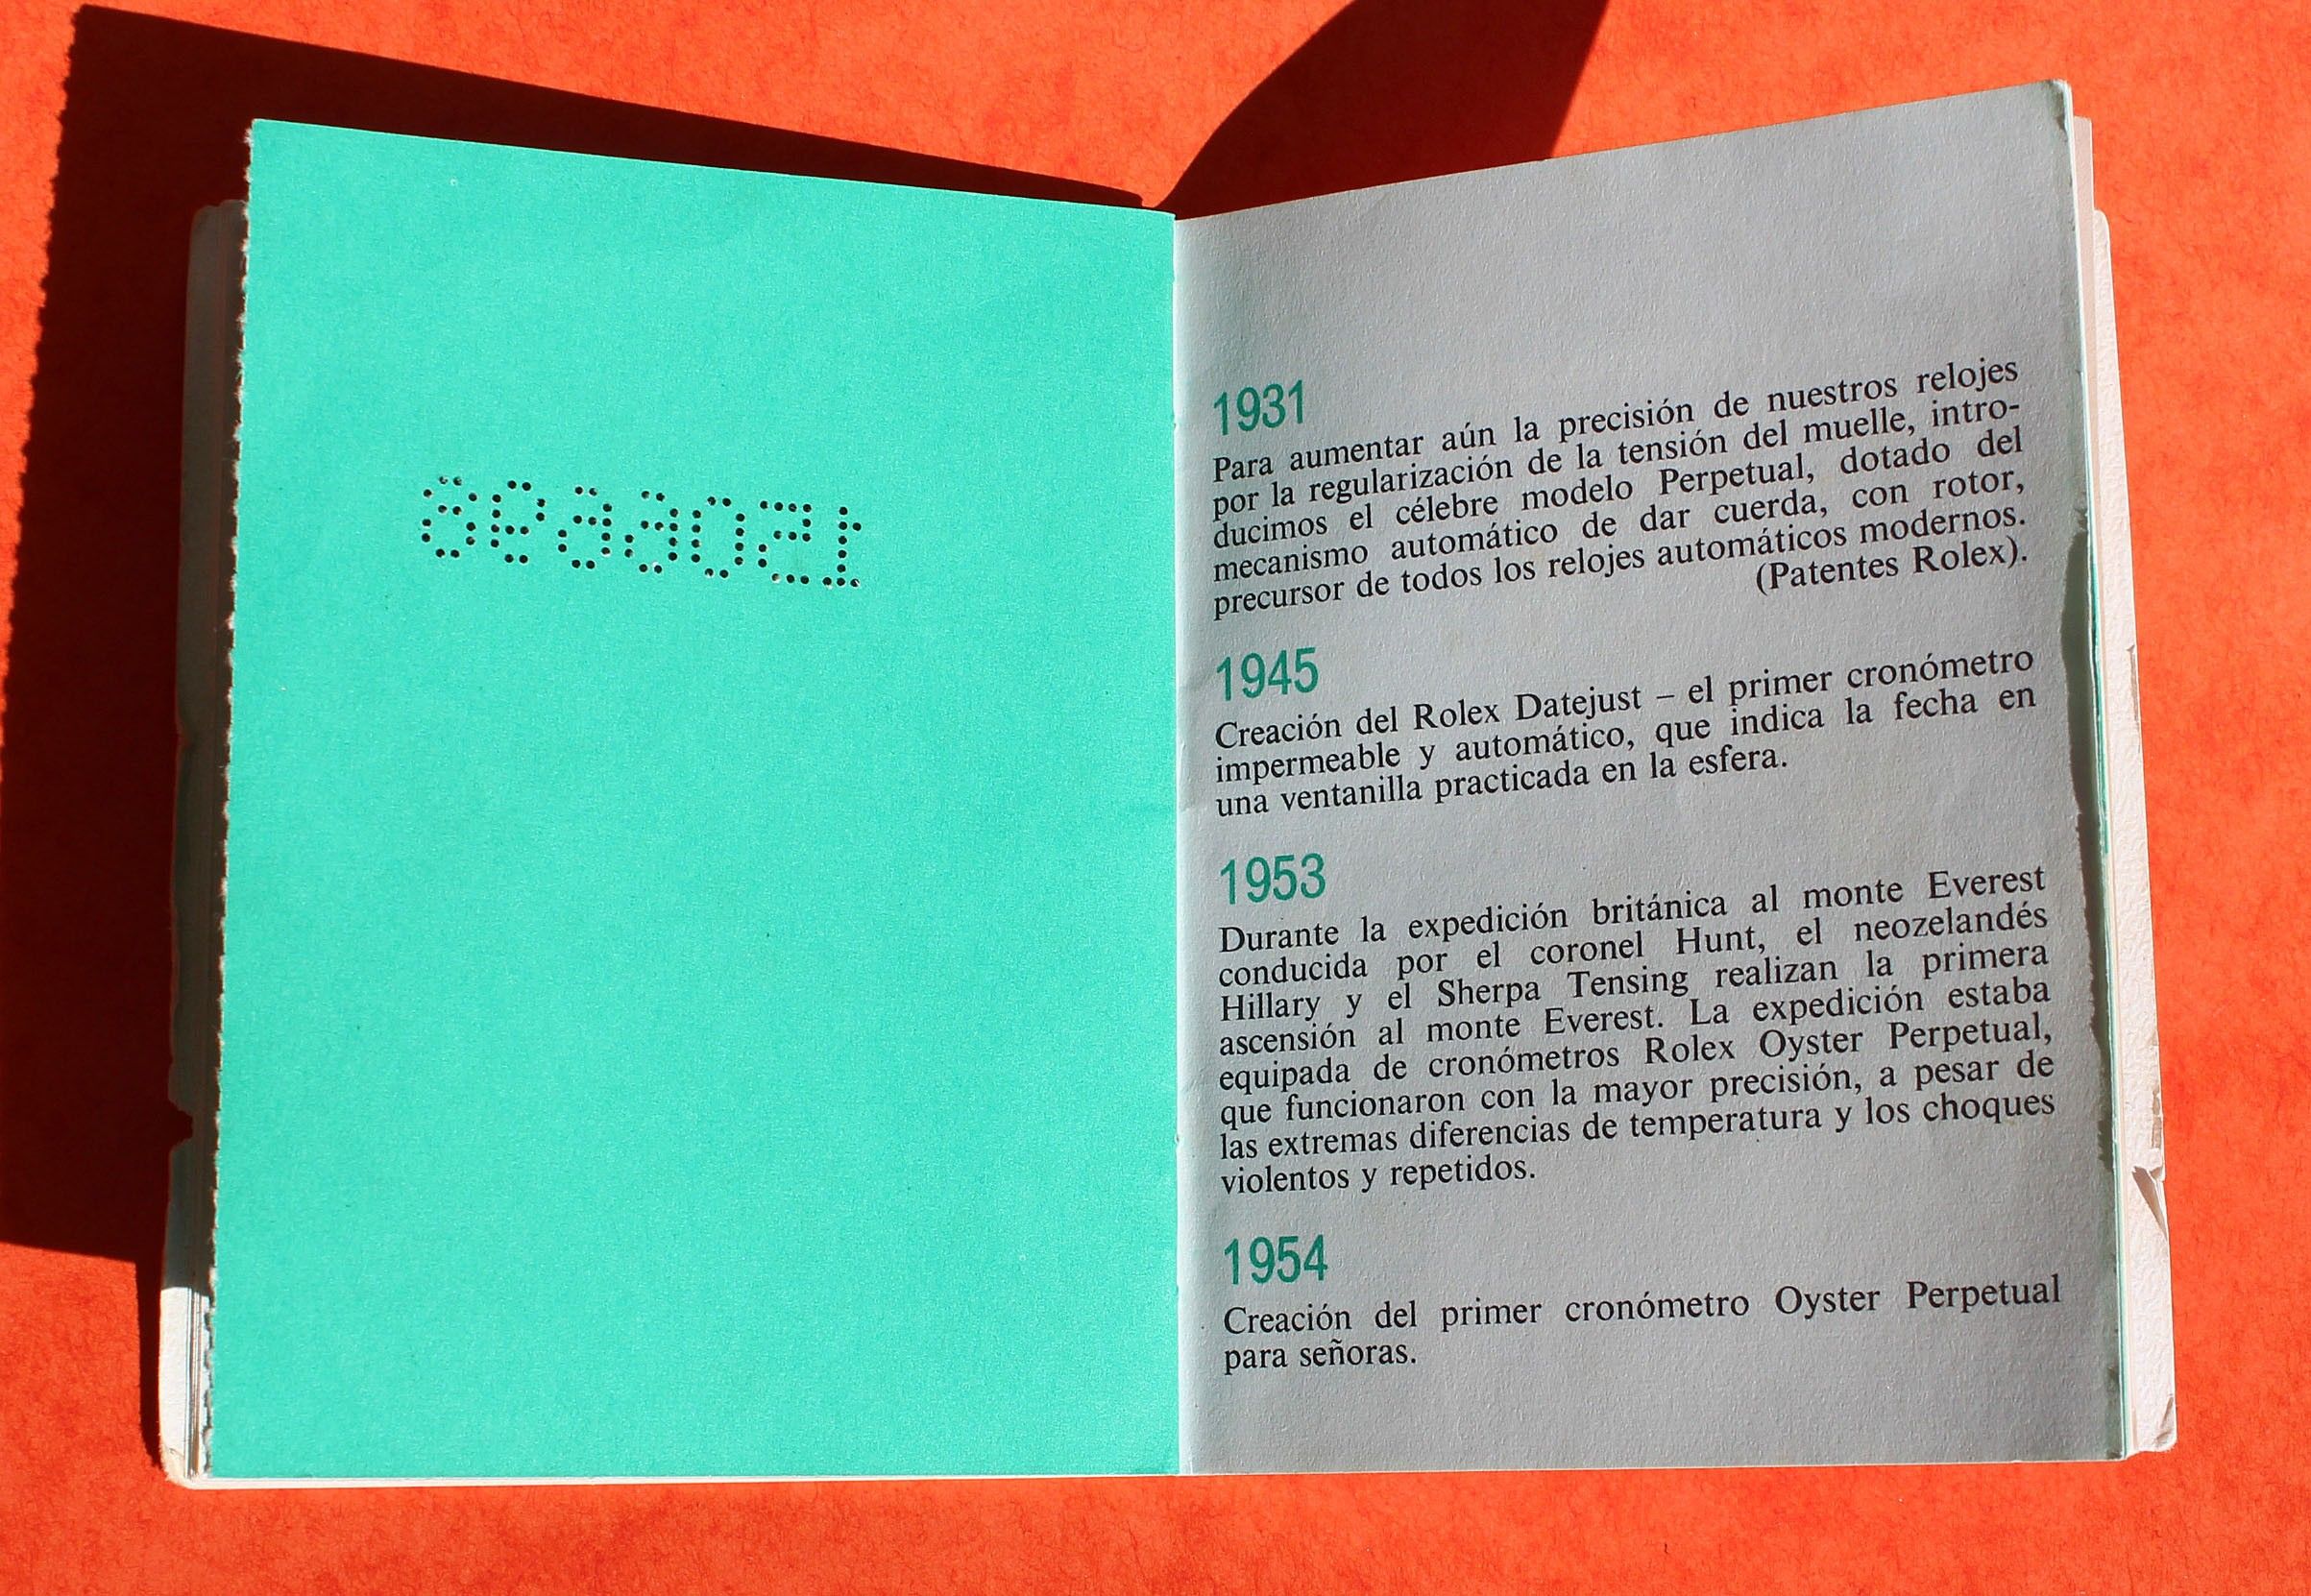 1931
Para aumentar aún la precisión de nuestros relojes
por la regularización de la tensión del muelle, intro-
ducimos el célebre modelo Perpetual, dotado del
mecanismo automático de dar cuerda, con rotor,
precursor de todos los relojes automáticos modernos.
(Patentes Rolex).
1945
Creación del Rolex Datejust – el primer cronómetro
impermeable y automático, que indica la fecha en
una ventanilla practicada en la esfera.
1953
Durante la expedición británica al monte Everest
conducida por el coronel Hunt, el neozelandés
Hillary y el Sherpa Tensing realizan la primera
ascensión al monte Everest. La expedición estaba
equipada de cronómetros Rolex Oyster Perpetual,
que funcionaron con la mayor precisión, a pesar de
las extremas diferencias de temperatura y los choques
violentos y repetidos.
1954
Creación del primer cronómetro Oyster Perpetual
para señoras.